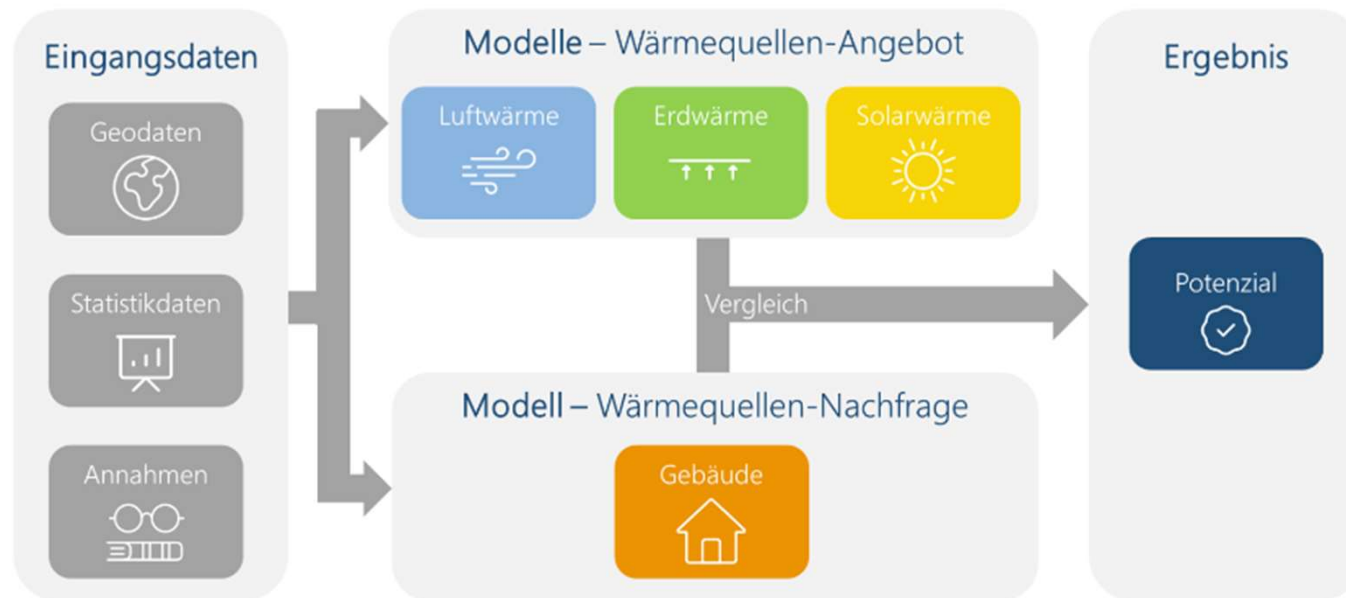 Eingangsdaten
Geodaten
Statistikdaten
Annahmen
Modelle – Wärmequellen-Angebot
Luftwärme
Erdwärme
Solarwärme
Vergleich
Modell – Wärmequellen-Nachfrage
Gebäude
Ergebnis
Potenzial